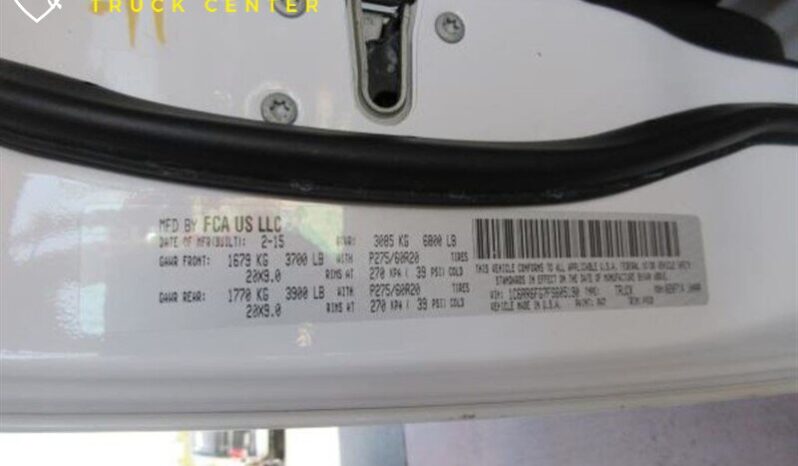 TRUCK CENTER
MFD BY FCA US LLC
DATE OF MFR(BUILT): 2-15 GVWR: 3085 KG 6800 LB
GAWR FRONT: 1679 KG 3700 LB WITH P275/60R20 TIRES
20X9.0 RIMS AT 270 KPA ( 39 PSI) COLD
GAWR REAR: 1770 KG 3900 LB WITH P275/60R20 TIRES
20X9.0 RIMS AT 270 KPA ( 39 PSI) COLD
THIS VEHICLE CONFORMS TO ALL APPLICABLE U.S.A. FEDERAL MOTOR VEHICLE SAFETY
STANDARDS IN EFFECT ON THE DATE OF MANUFACTURE SHOWN ABOVE.
VIN: TYPE: TRUCK
VEHICLE MADE IN U.S.A. PAINT: PW7